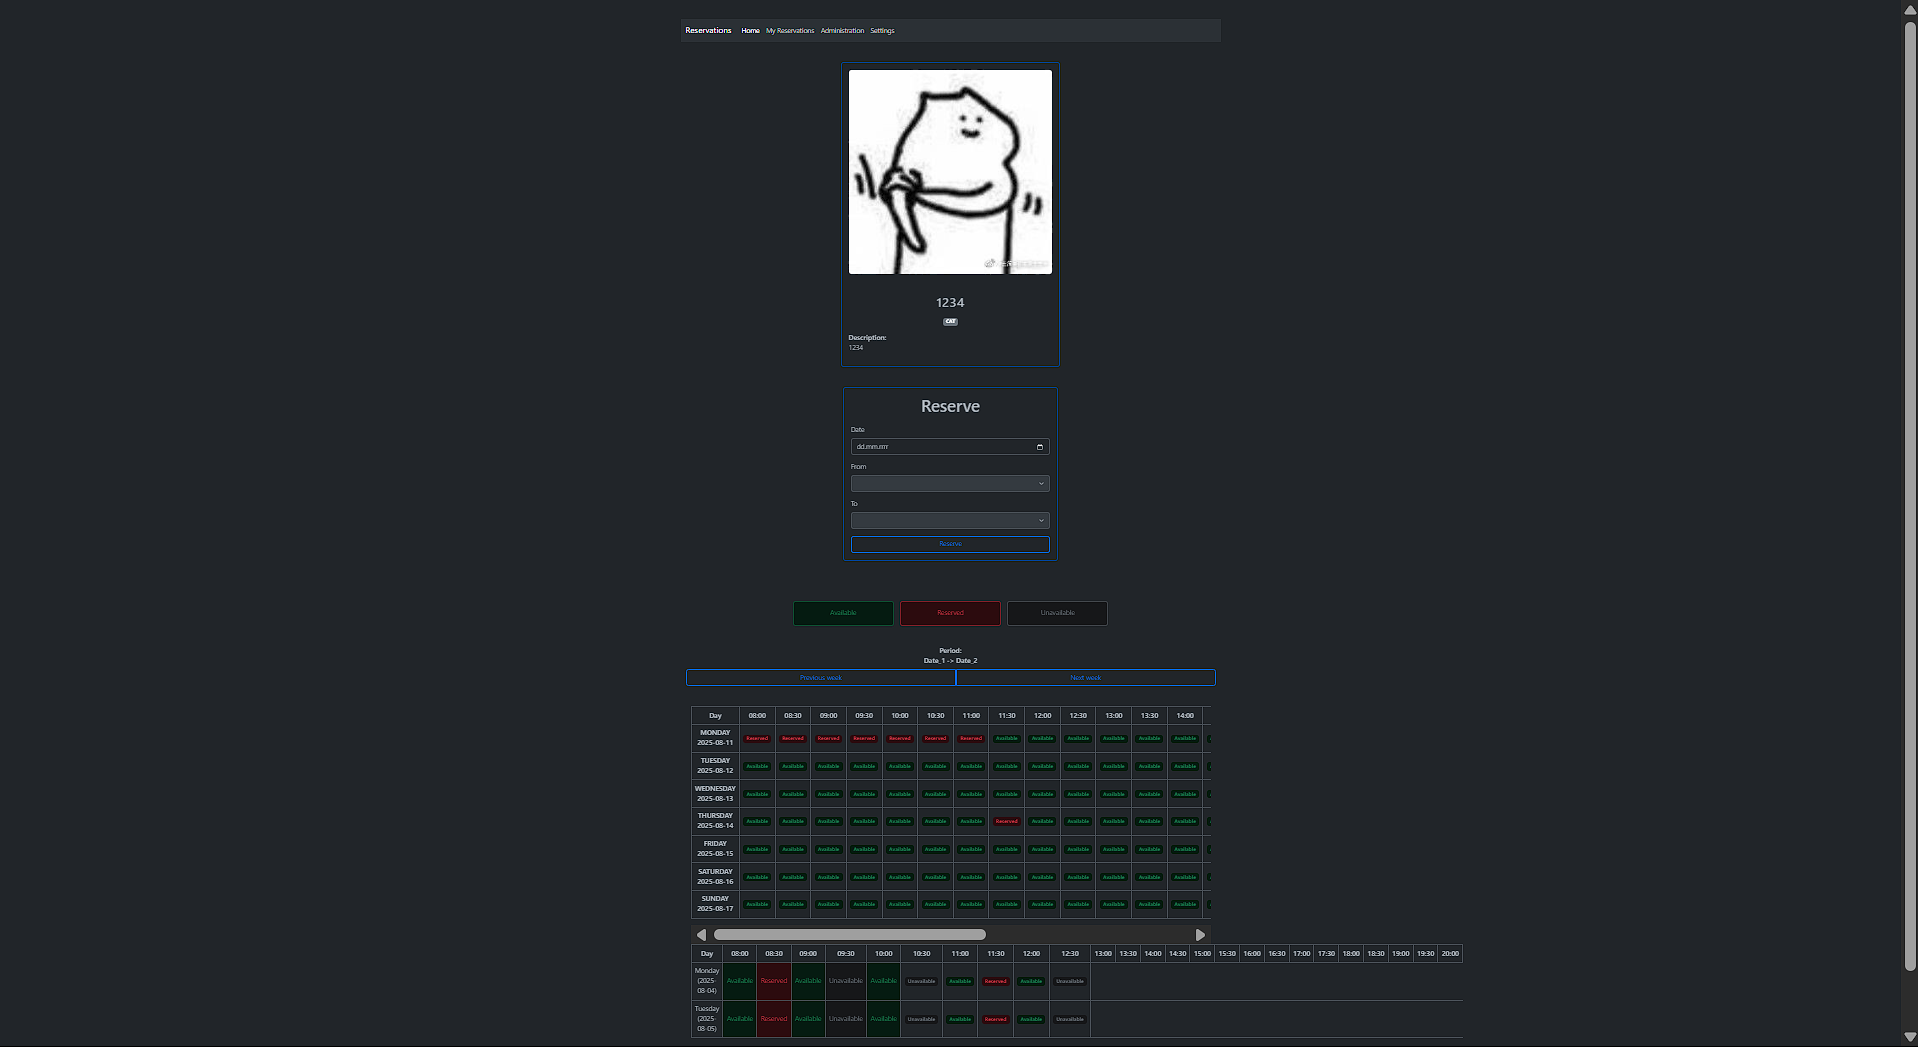 Reservations Home My Reservations Administration Settings
1234
CAT
Description:
1234
Reserve
Date
dd.mm.rrrr
From
To
Reserve
Available Reserved Unavailable
Period:
Date_1 -> Date_2
Previous week Next week
Day 08:00 08:30 09:00 09:30 10:00 10:30 11:00 11:30 12:00 12:30 13:00 13:30 14:00
MONDAY
2025-08-11 Reserved Reserved Reserved Reserved Reserved Reserved Reserved Available Available Available Available Available Available
TUESDAY
2025-08-12 Available Available Available Available Available Available Available Available Available Available Available Available Available
WEDNESDAY
2025-08-13 Available Available Available Available Available Available Available Available Available Available Available Available Available
THURSDAY
2025-08-14 Available Available Available Available Available Available Available Reserved Available Available Available Available Available
FRIDAY
2025-08-15 Available Available Available Available Available Available Available Available Available Available Available Available Available
SATURDAY
2025-08-16 Available Available Available Available Available Available Available Available Available Available Available Available Available
SUNDAY
2025-08-17 Available Available Available Available Available Available Available Available Available Available Available Available Available
Day 08:00 08:30 09:00 09:30 10:00 10:30 11:00 11:30 12:00 12:30 13:00 13:30 14:00 14:30 15:00 15:30 16:00 16:30 17:00 17:30 18:00 18:30 19:00 19:30 20:00
Monday
(2025-
08-04) Available Reserved Available Unavailable Available Unavailable Available Reserved Available Unavailable
Tuesday
(2025-
08-05) Available Reserved Available Unavailable Available Unavailable Available Reserved Available Unavailable